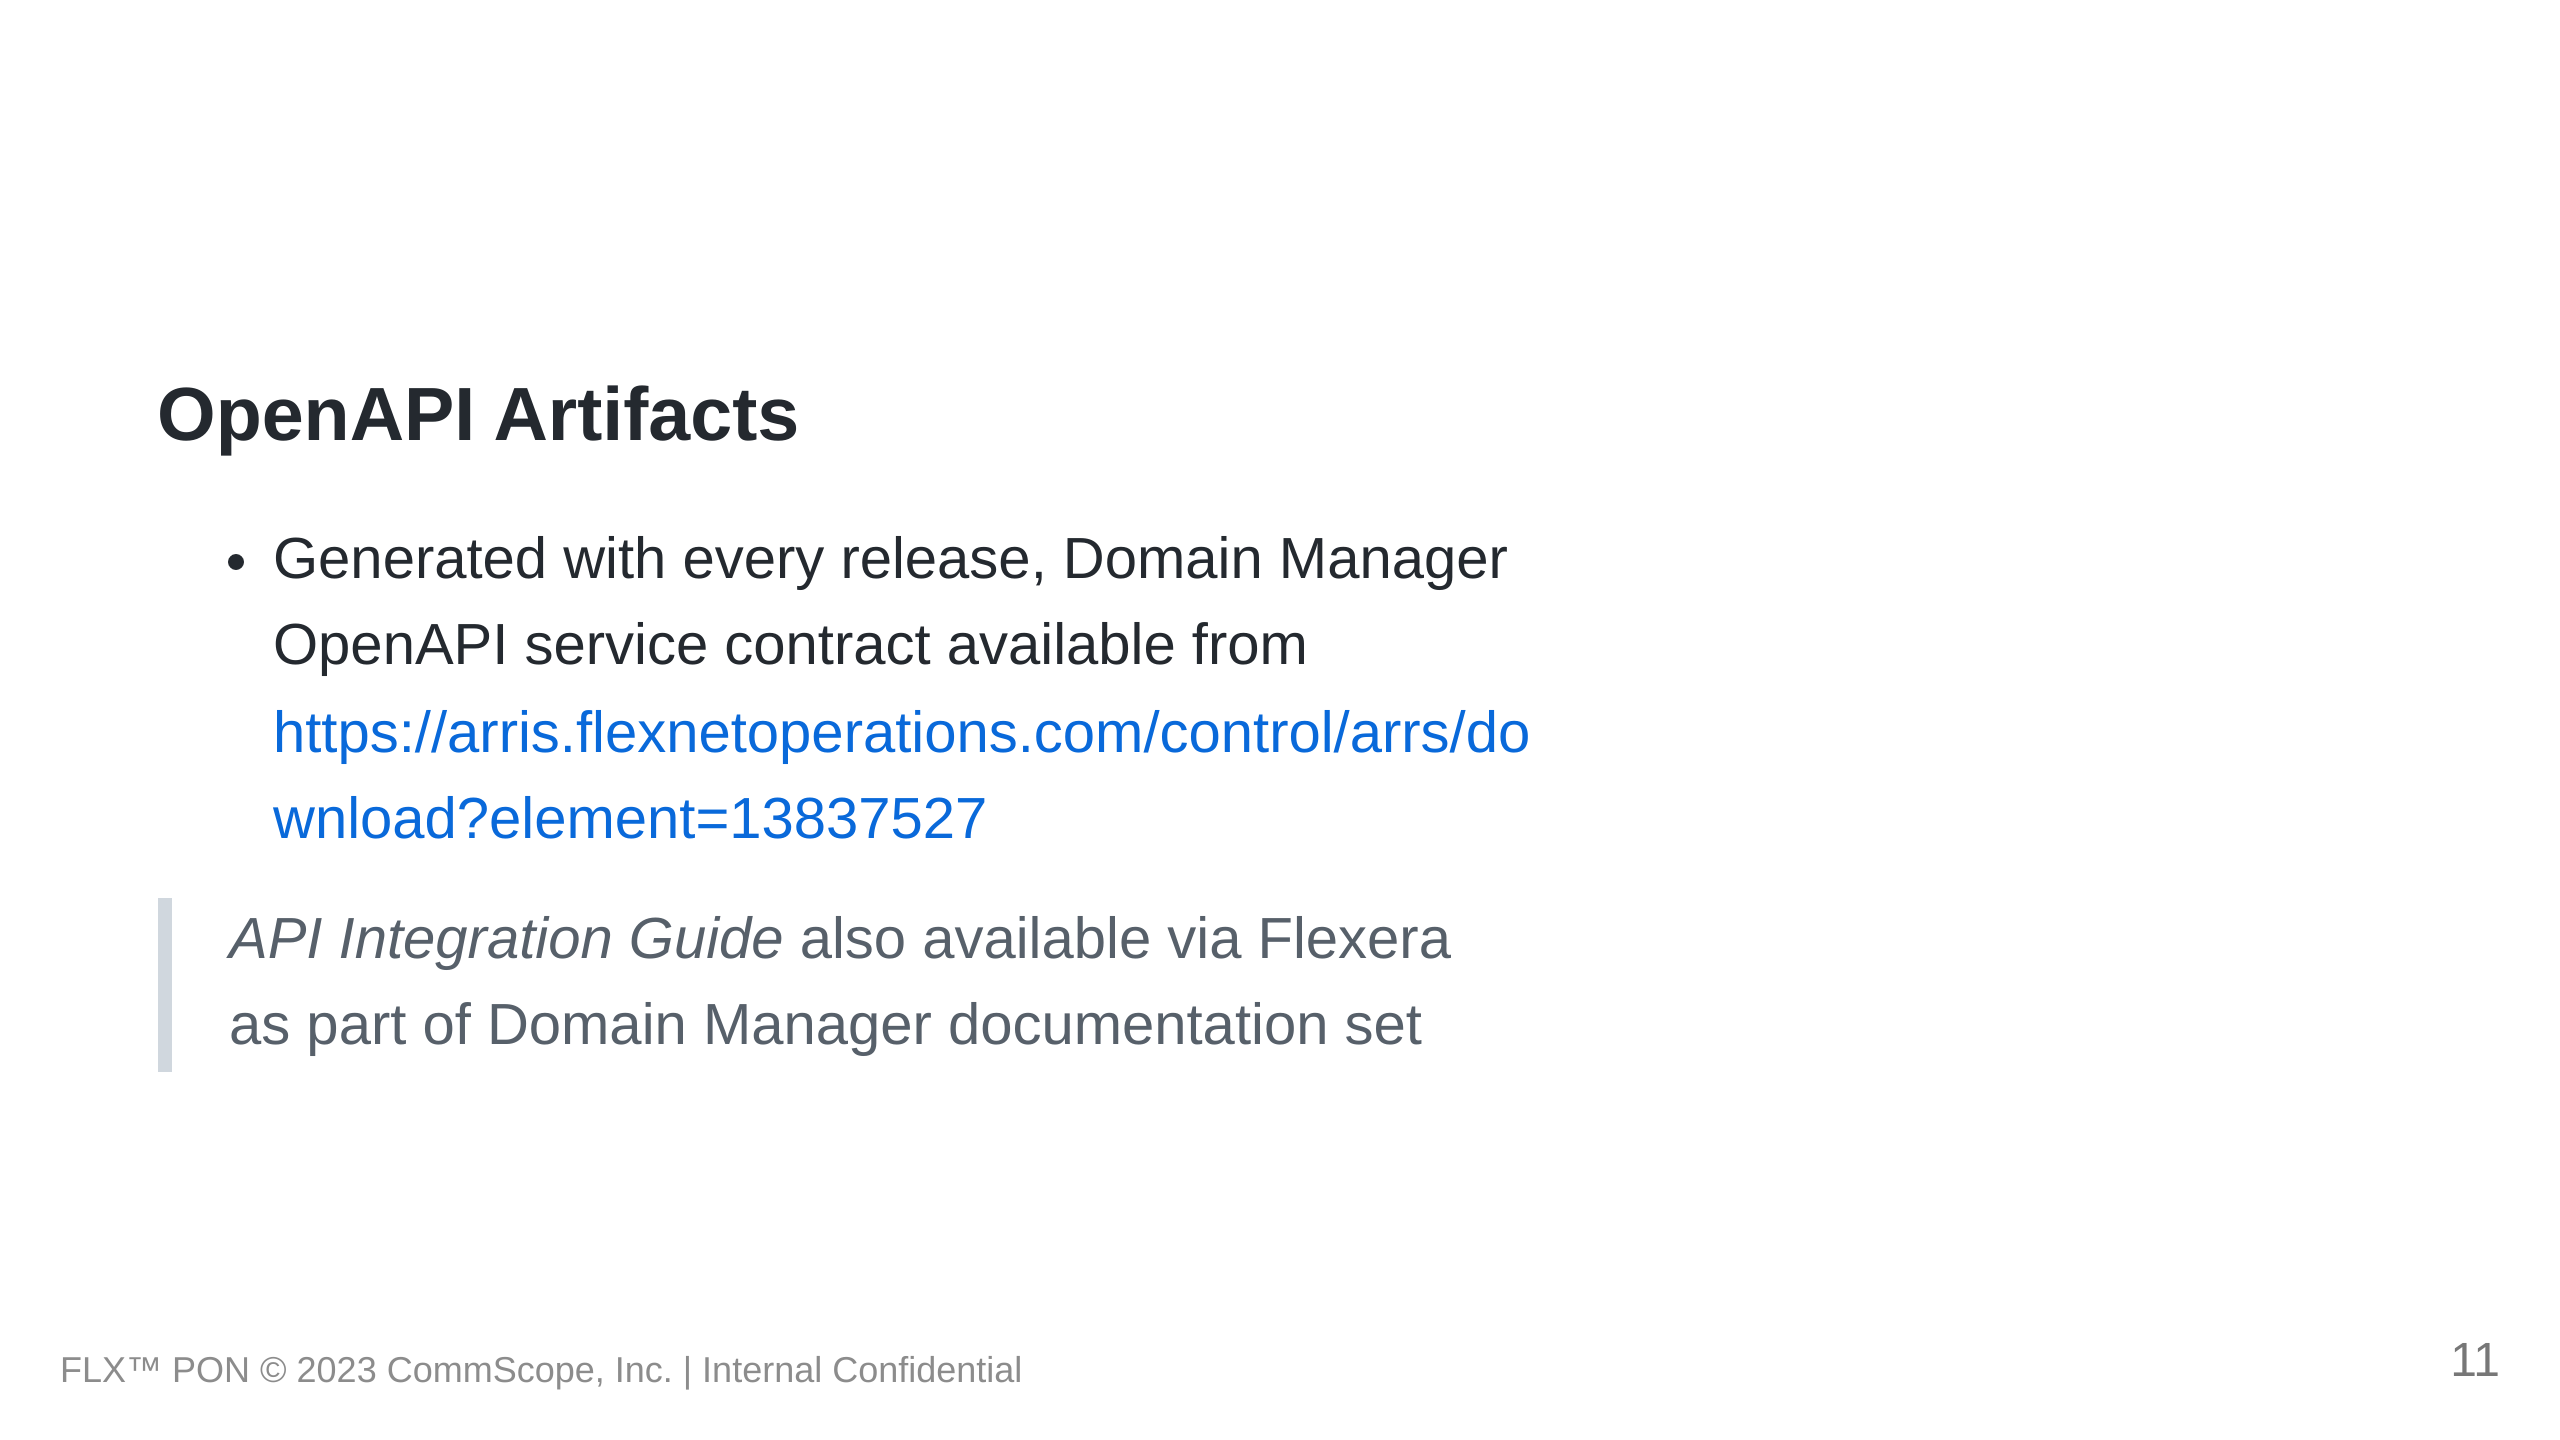 OpenAPI Artifacts
• Generated with every release, Domain Manager
OpenAPI service contract available from
https://arris.flexnetoperations.com/control/arrs/do
wnload?element=13837527
API Integration Guide also available via Flexera
as part of Domain Manager documentation set
FLX™ PON © 2023 CommScope, Inc. | Internal Confidential
11